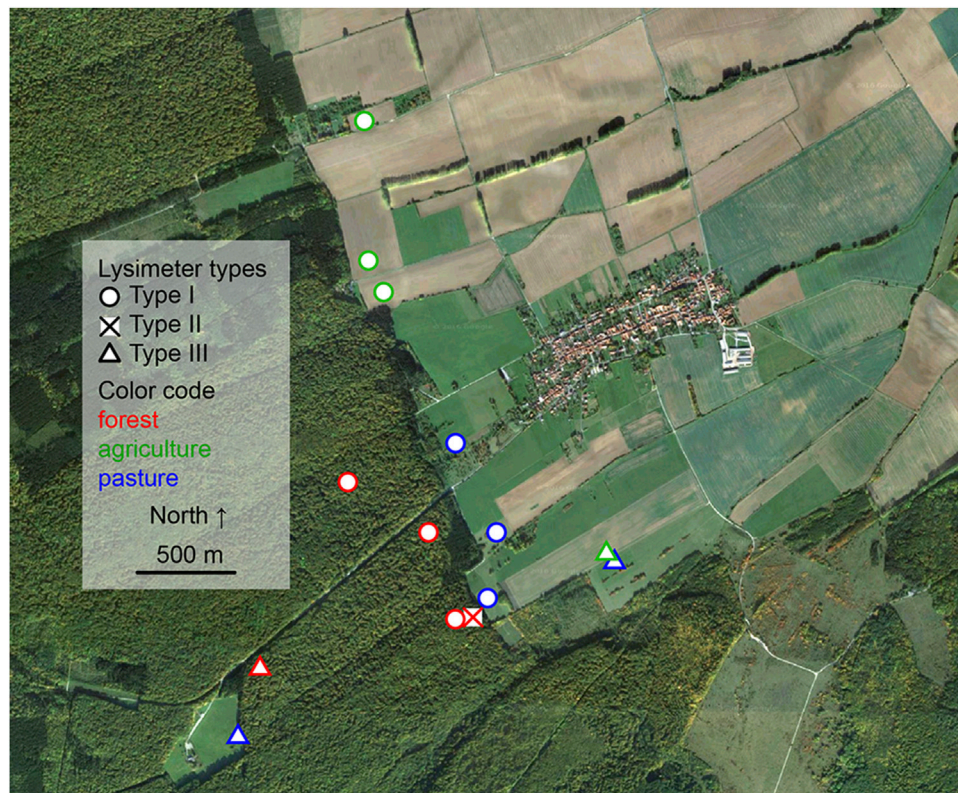 Lysimeter types
Type I
Type II
Type III
Color code
forest
agriculture
pasture
North ↑
500 m